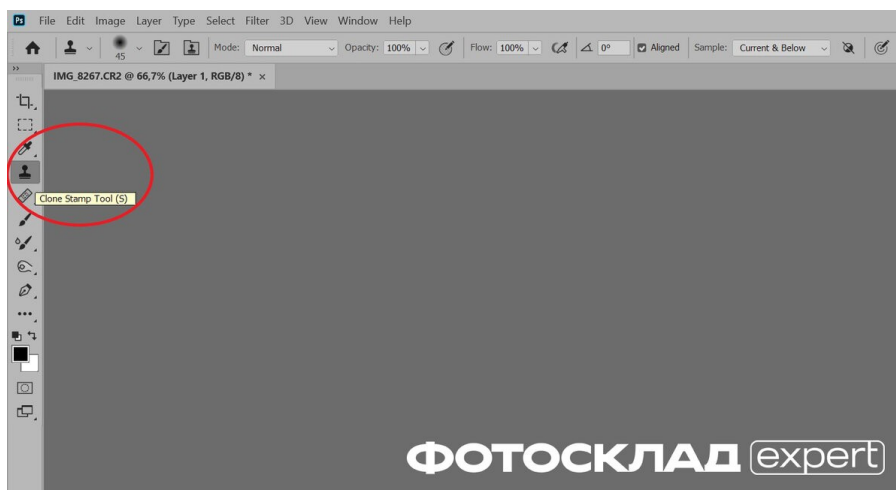 Ps File Edit Image Layer Type Select Filter 3D View Window Help
45 Mode: Normal Opacity: 100% Flow: 100% 0° Aligned Sample: Current & Below
IMG_8267.CR2 @ 66,7% (Layer 1, RGB/8) * ×
Clone Stamp Tool (S)
ФОТОСКЛАД expert